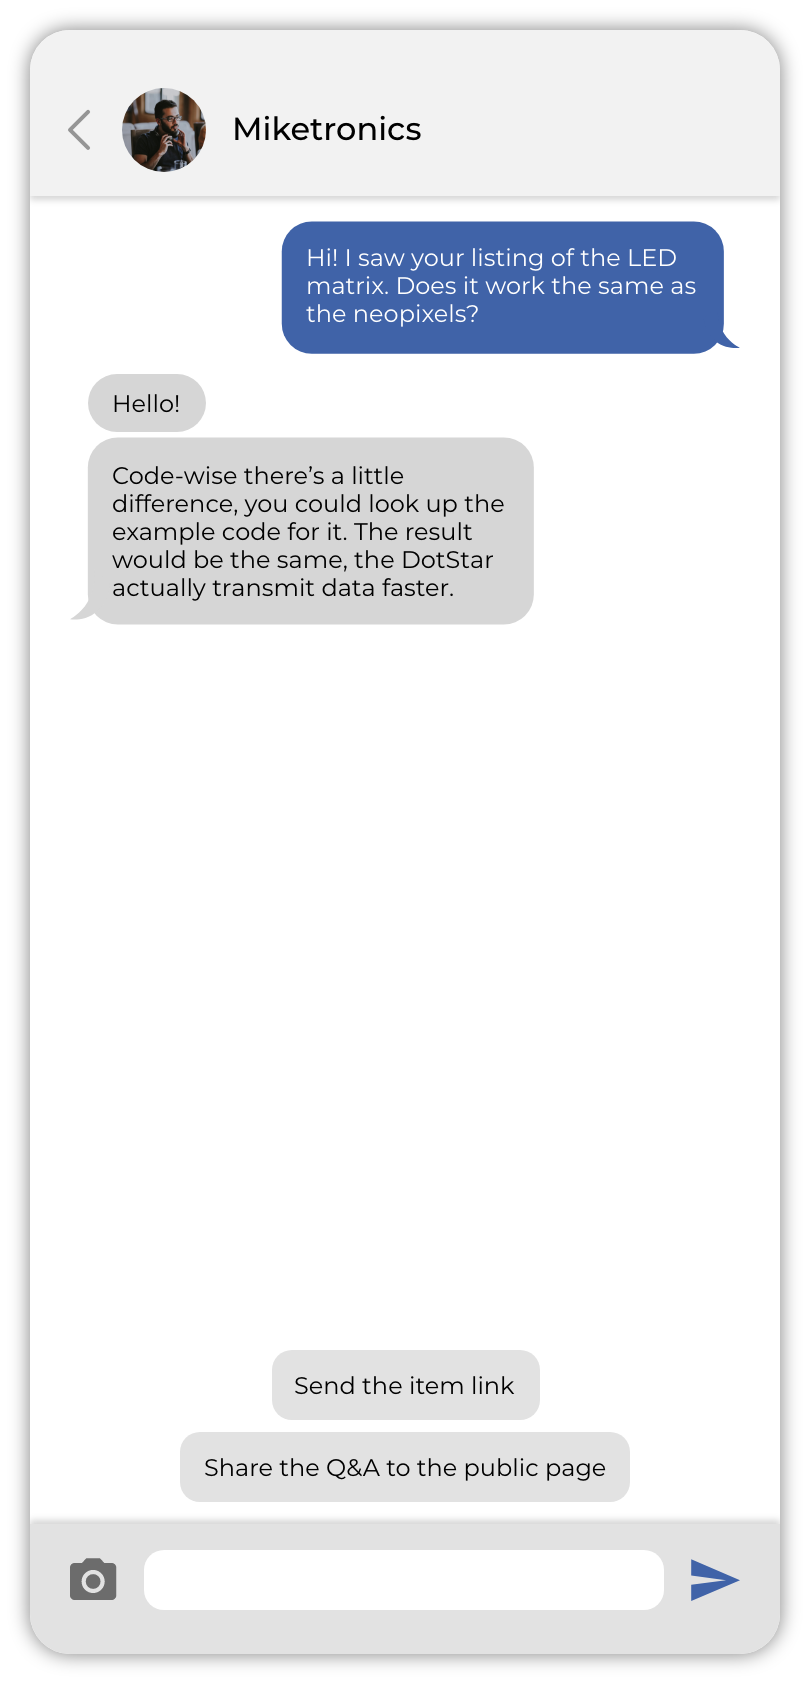 Miketronics
Hi! I saw your listing of the LED
matrix. Does it work the same as
the neopixels?
Hello!
Code-wise there’s a little
difference, you could look up the
example code for it. The result
would be the same, the DotStar
actually transmit data faster.
Send the item link
Share the Q&A to the public page